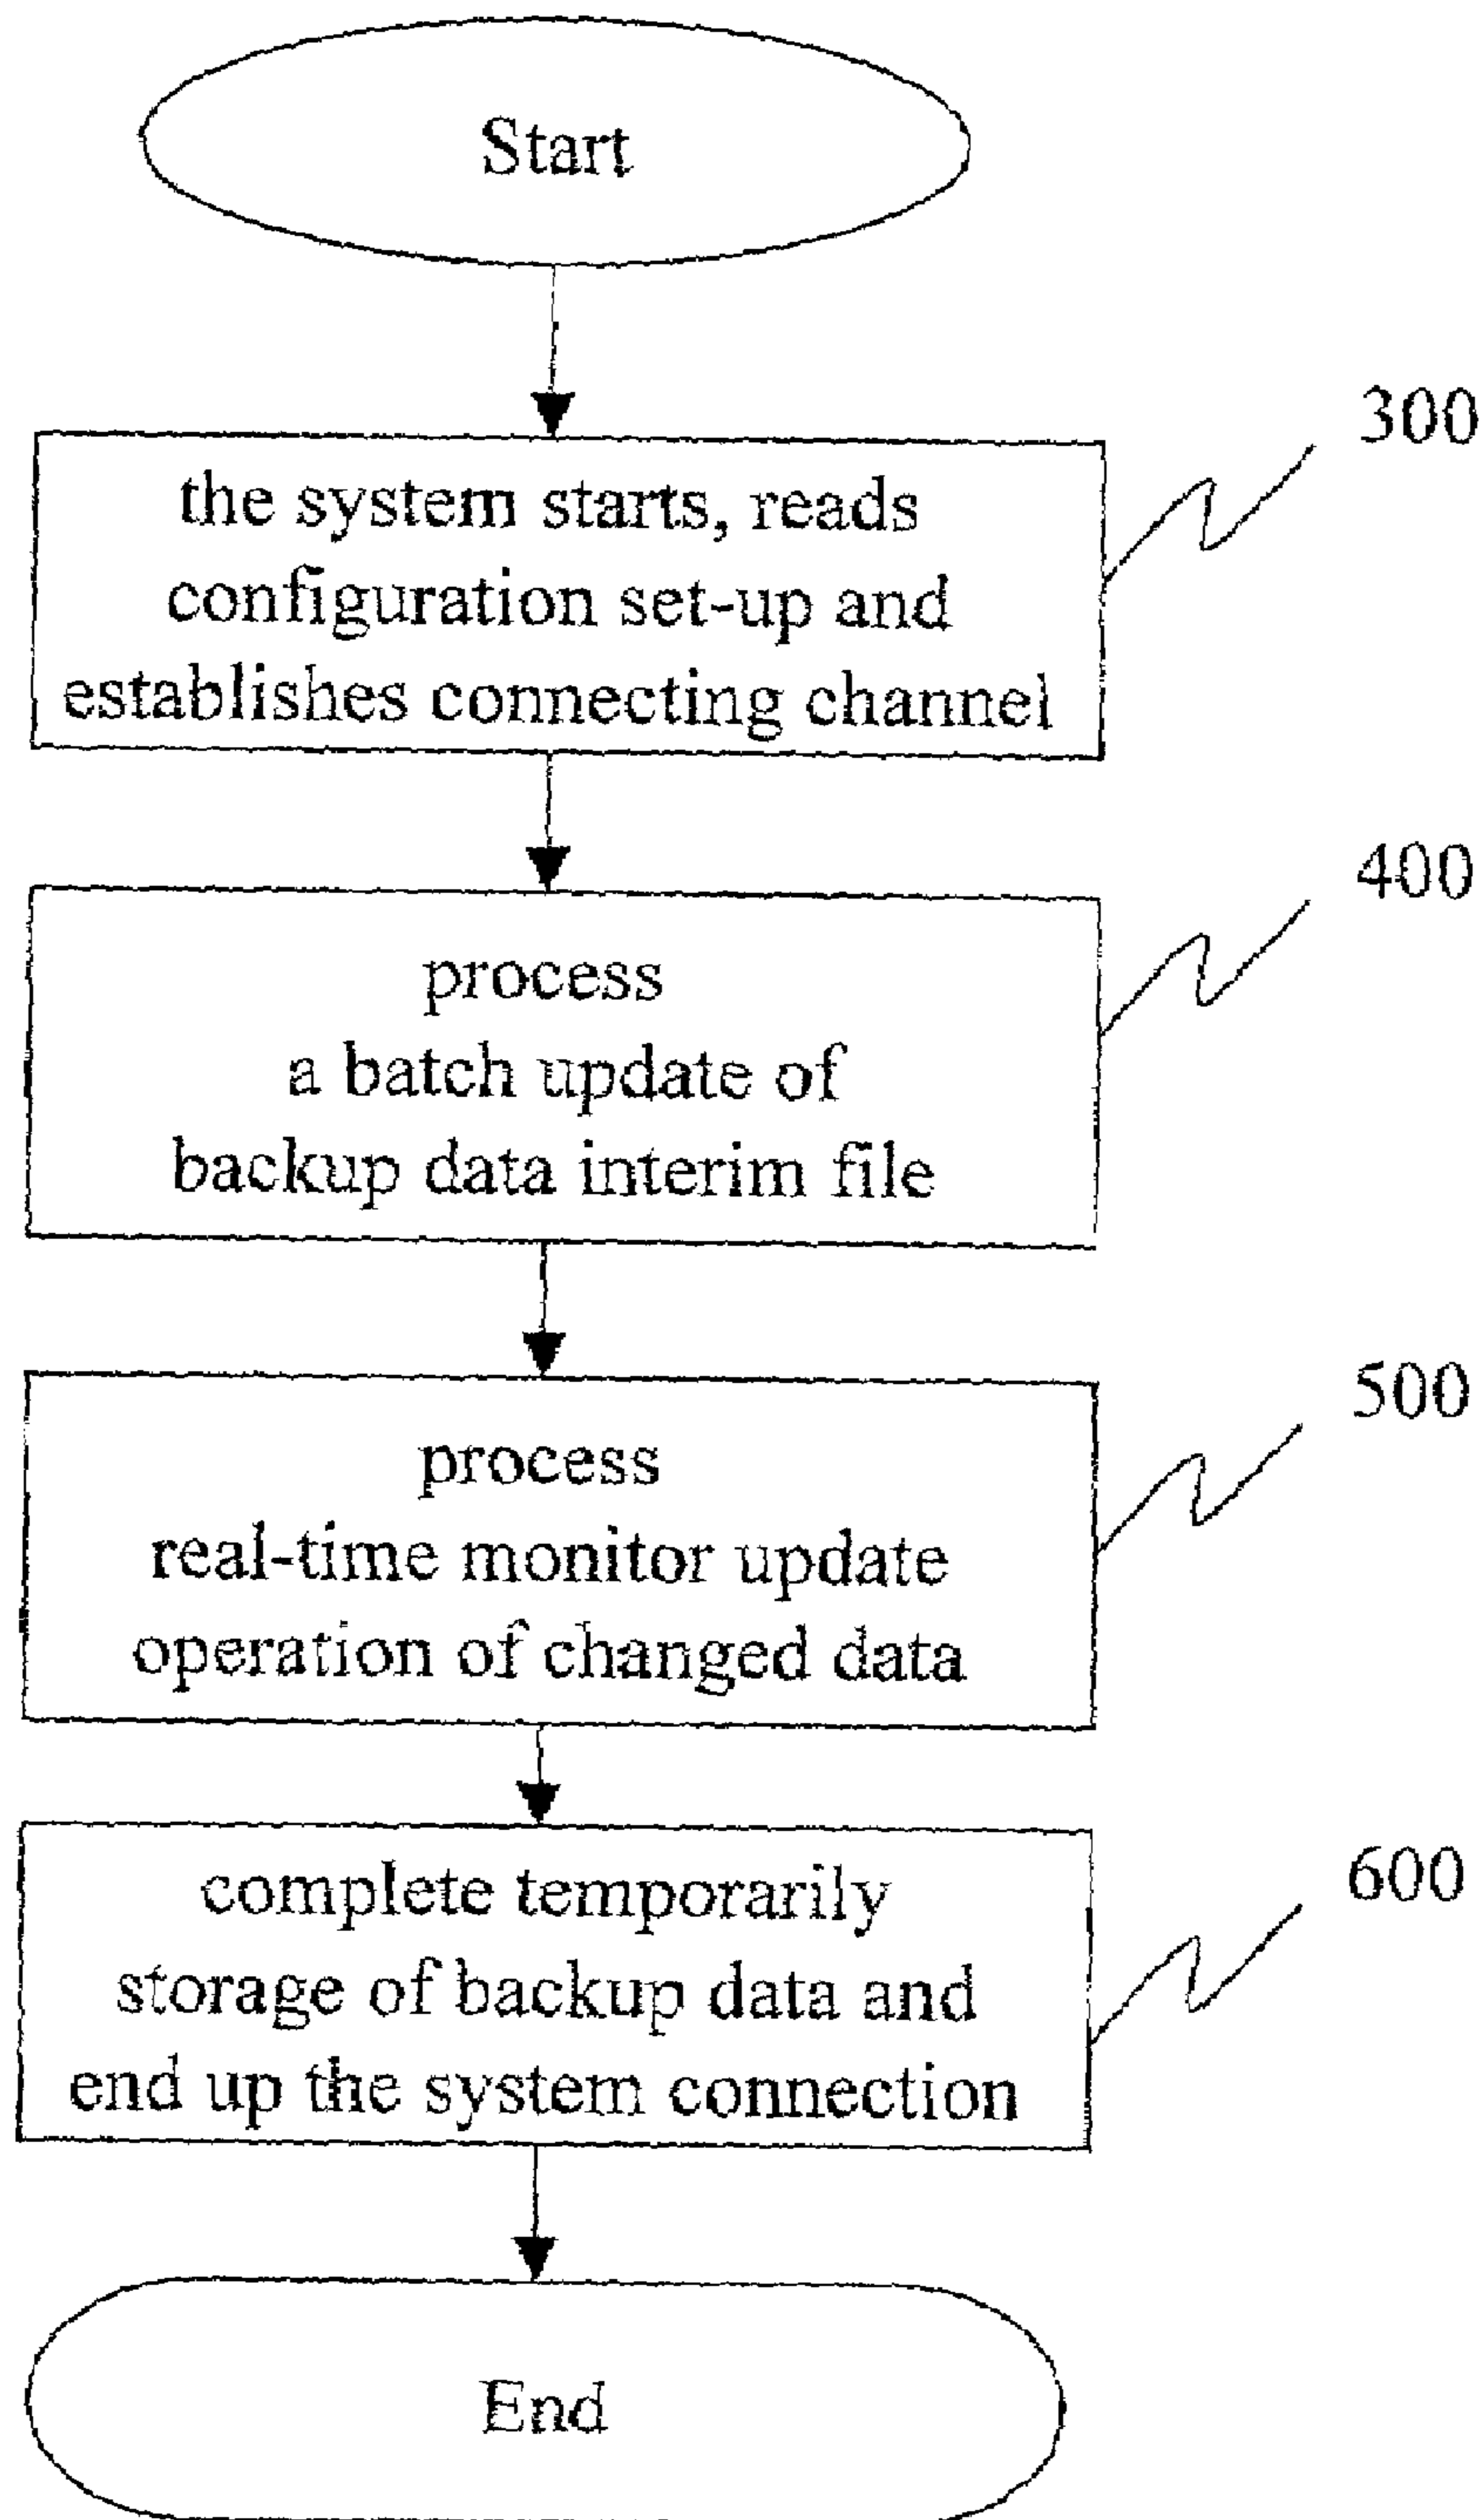 Start
300
the system starts, reads
configuration set-up and
establishes connecting channel
400
process
a batch update of
backup data interim file
500
process
real-time monitor update
operation of changed data
600
complete temporarily
storage of backup data and
end up the system connection
End